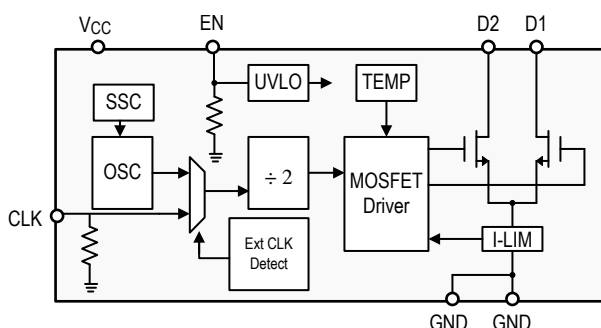 VCC EN D2 D1
SSC UVLO TEMP
OSC ÷ 2 MOSFET
Driver
CLK
Ext CLK
Detect
I-LIM
GND GND